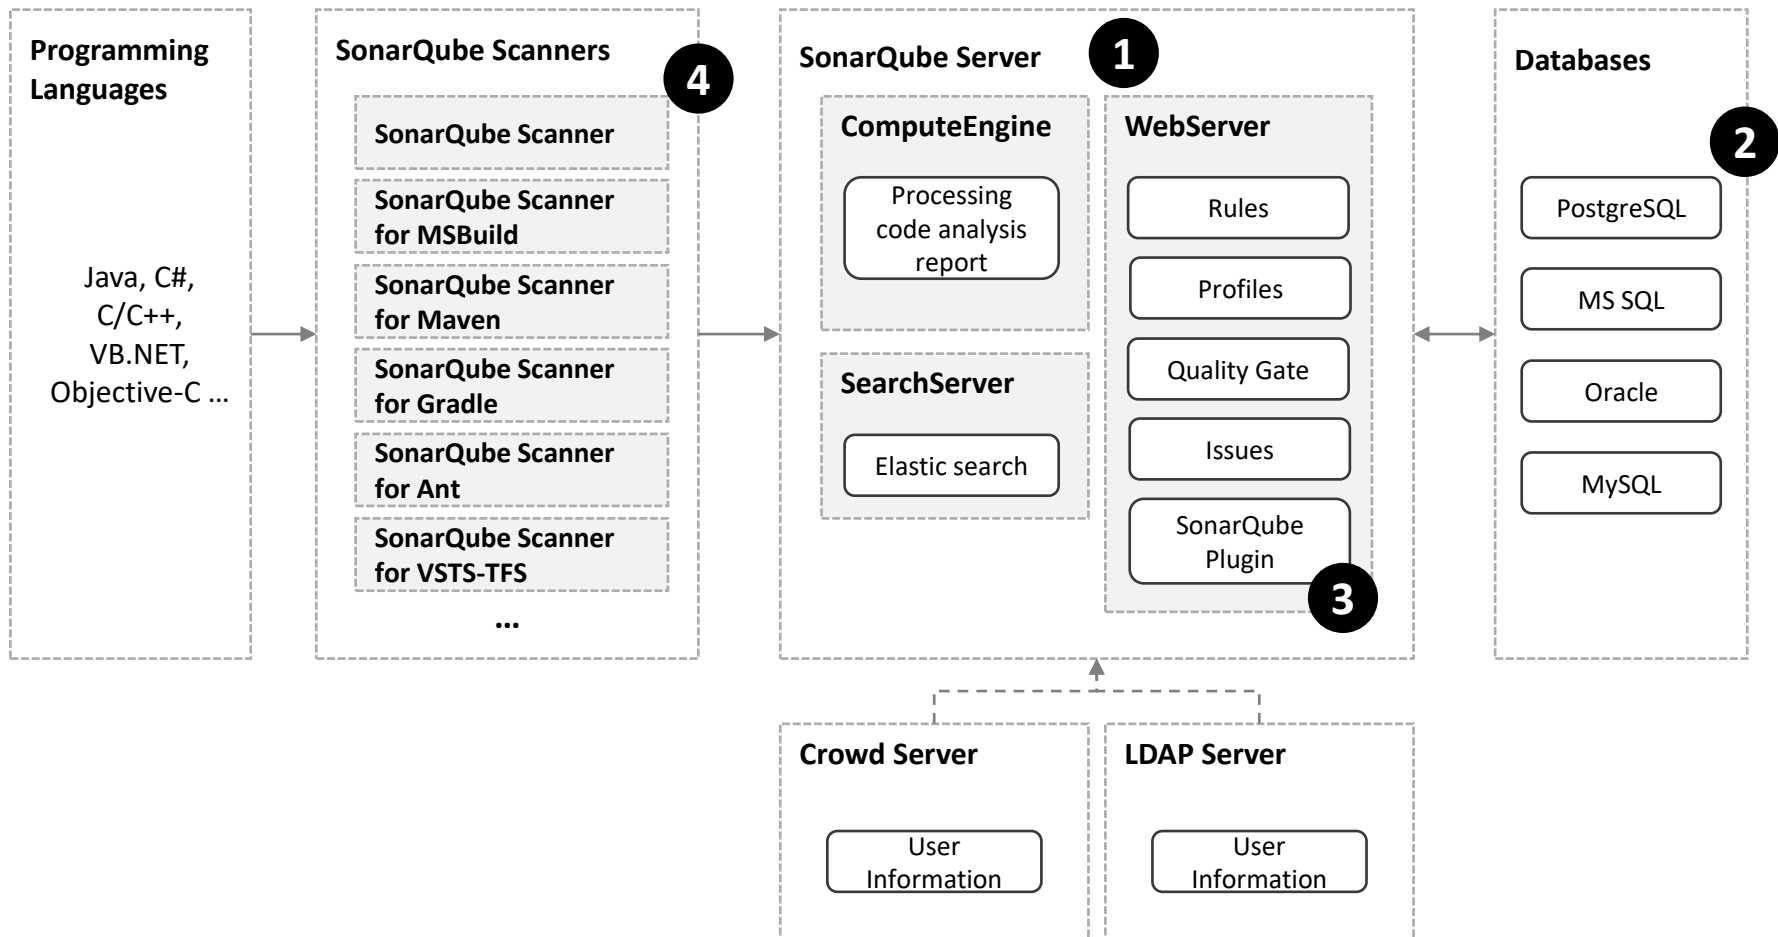 Programming
Languages
Java, C#,
C/C++,
VB.NET,
Objective-C ...
SonarQube Scanners
4
SonarQube Scanner
SonarQube Scanner
for MSBuild
SonarQube Scanner
for Maven
SonarQube Scanner
for Gradle
SonarQube Scanner
for Ant
SonarQube Scanner
for VSTS-TFS
...
SonarQube Server
1
ComputeEngine
Processing
code analysis
report
SearchServer
Elastic search
WebServer
Rules
Profiles
Quality Gate
Issues
SonarQube
Plugin
3
Databases
2
PostgreSQL
MS SQL
Oracle
MySQL
Crowd Server
User
Information
LDAP Server
User
Information